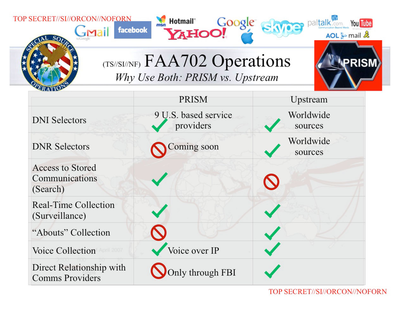 TOP SECRET//SI//ORCON//NOFORN
Gmail facebook Hotmail YAHOO! Google skype paltalk.com YouTube
AOL mail
SPECIAL SOURCE OPERATIONS
(TS//SI//NF) FAA702 Operations
Why Use Both: PRISM vs. Upstream
PRISM
PRISM Upstream
DNI Selectors 9 U.S. based service
providers
Worldwide
sources
DNR Selectors Coming soon
Worldwide
sources
Access to Stored
Communications
(Search)
Real-Time Collection
(Surveillance)
“Abouts” Collection
Voice Collection Voice over IP
Direct Relationship with
Comms Providers
Only through FBI
TOP SECRET//SI//ORCON//NOFORN